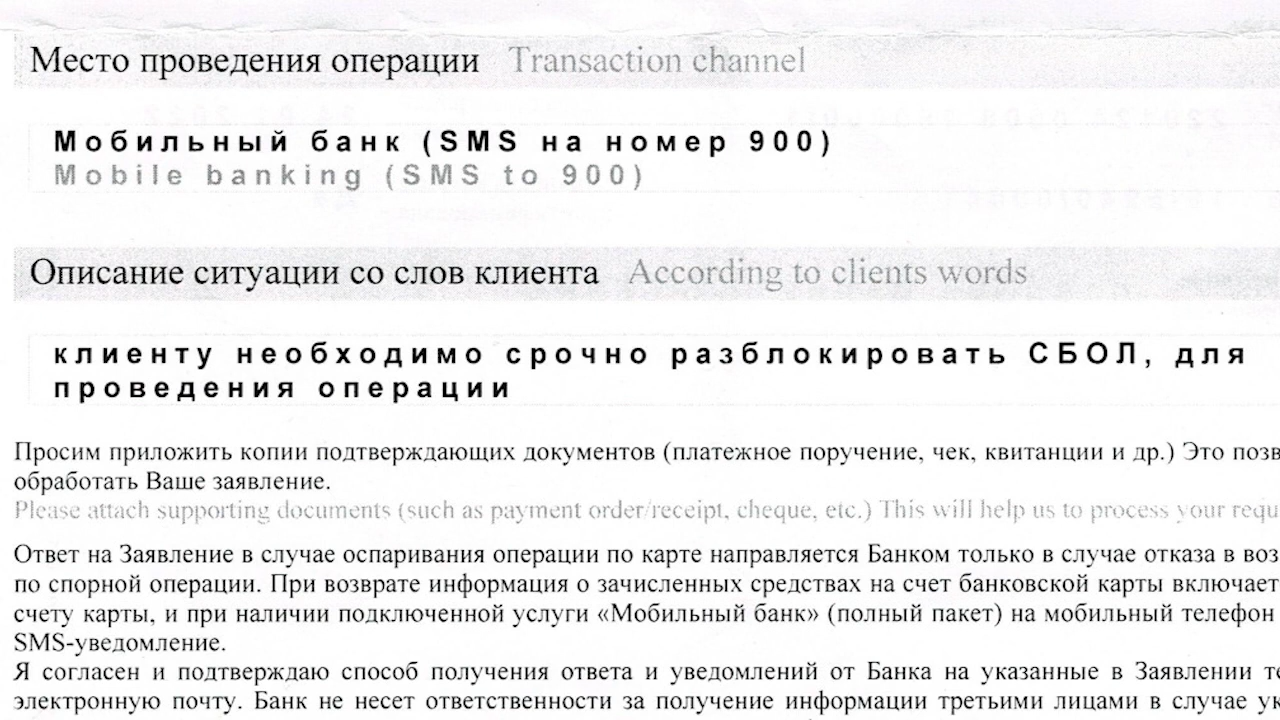 Место проведения операции Transaction channel
Мобильный банк (SMS на номер 900)
Mobile banking (SMS to 900)
Описание ситуации со слов клиента According to clients words
клиенту необходимо срочно разблокировать СБОЛ, для
проведения операции
Просим приложить копии подтверждающих документов (платежное поручение, чек, квитанции и др.) Это
обработать Ваше заявление.
Please attach supporting documents (such as payment order/receipt, cheque, etc.) This will help us to process your
Ответ на Заявление в случае оспаривания операции по карте направляется Банком только в случае отказа в
по спорной операции. При возврате информация о зачисленных средствах на счет банковской карты включает
счету карты, и при наличии подключенной услуги «Мобильный банк» (полный пакет) на мобильный телефон
SMS-уведомление.
Я согласен и подтверждаю способ получения ответа и уведомлений от Банка на указанные в Заявлении
электронную почту. Банк не несет ответственности за получение информации третьими лицами в случае